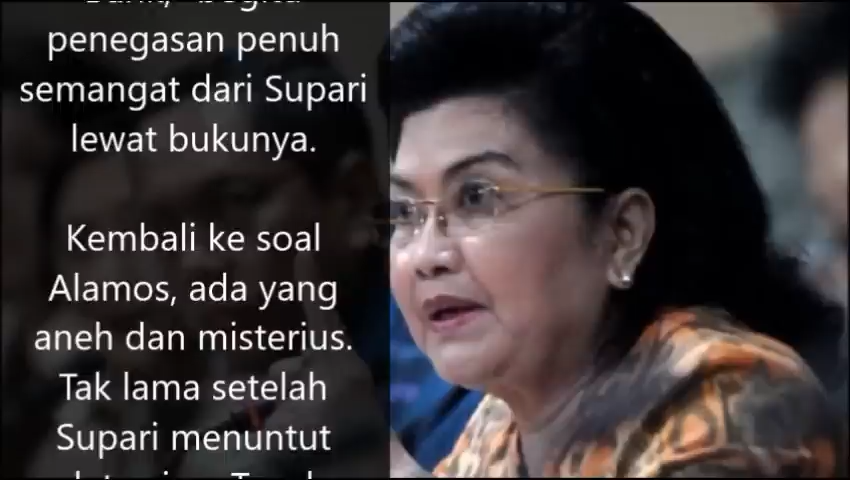 penegasan penuh
semangat dari Supari
lewat bukunya.
Kembali ke soal
Alamos, ada yang
aneh dan misterius.
Tak lama setelah
Supari menuntut